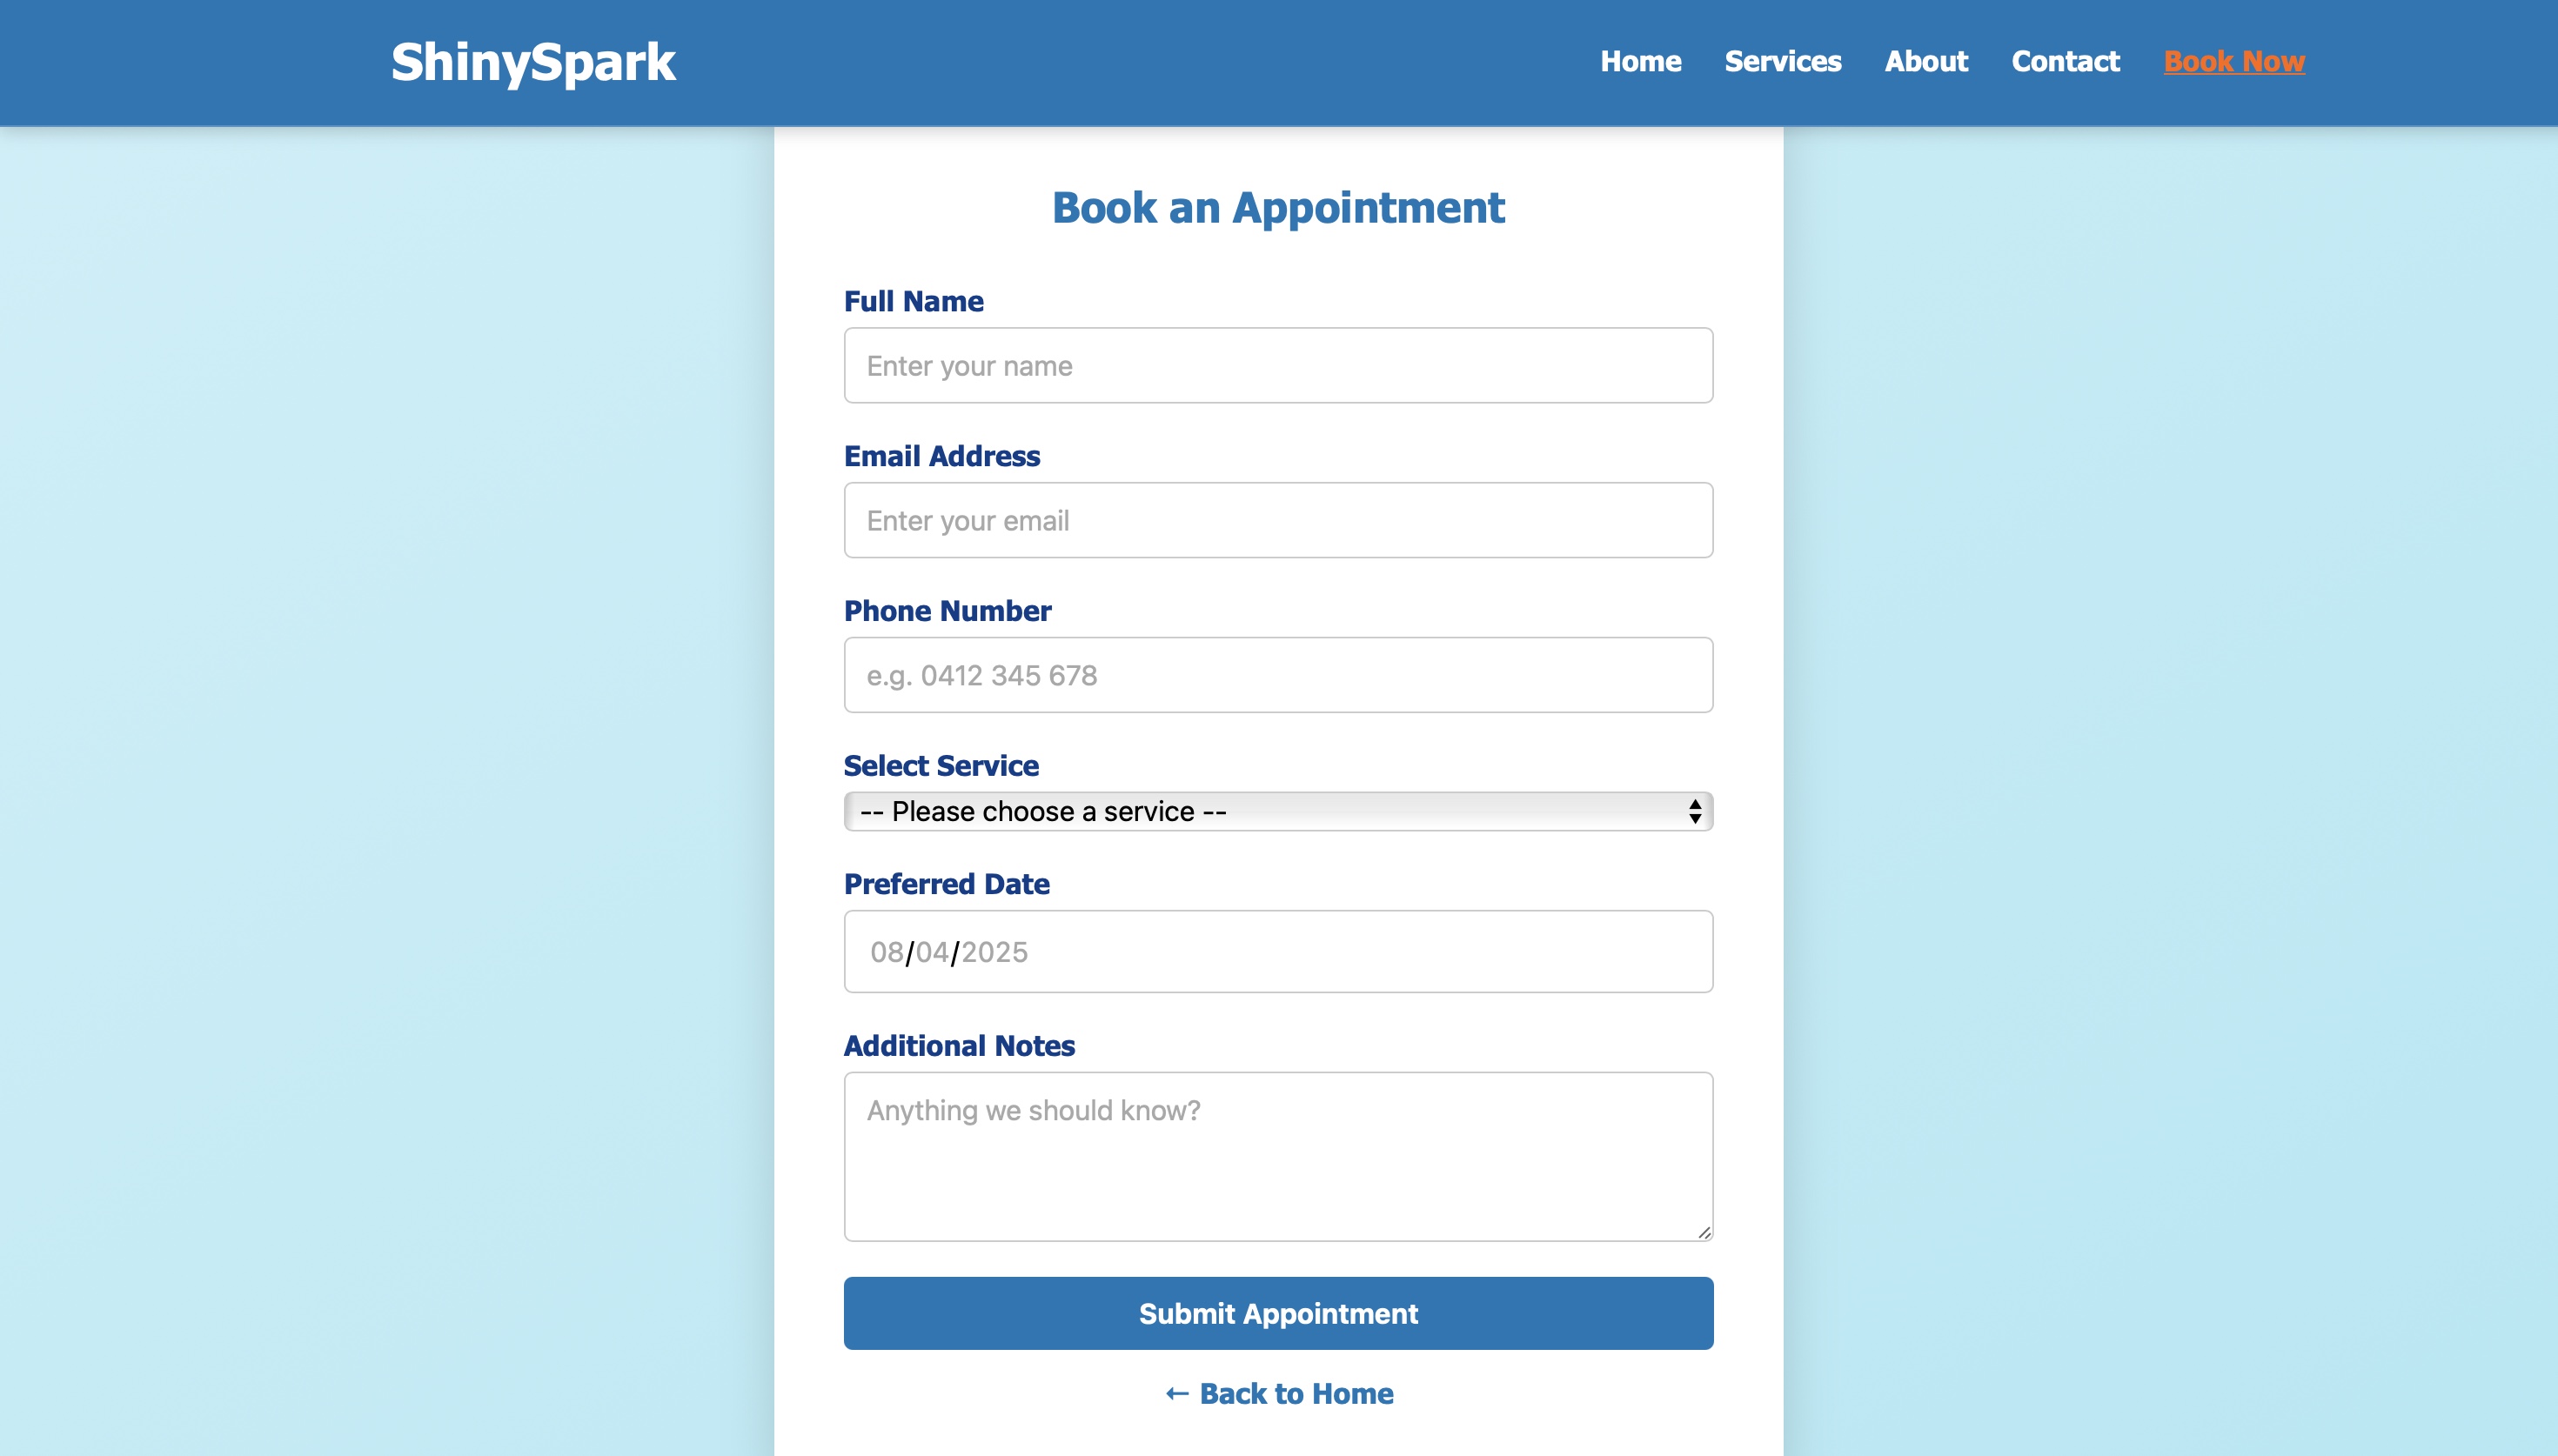 ShinySpark
Home Services About Contact Book Now
Book an Appointment
Full Name
Enter your name
Email Address
Enter your email
Phone Number
e.g. 0412 345 678
Select Service
-- Please choose a service --
Preferred Date
08/04/2025
Additional Notes
Anything we should know?
Submit Appointment
← Back to Home